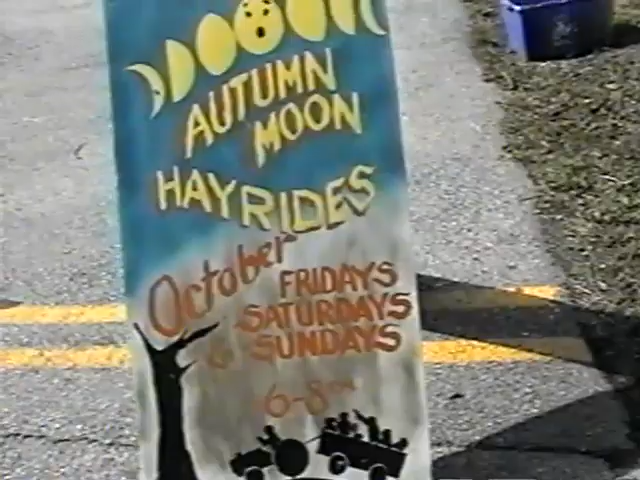 AUTUMN
MOON
HAYRIDES
October
FRIDAYS
SATURDAYS
& SUNDAYS
6-8PM